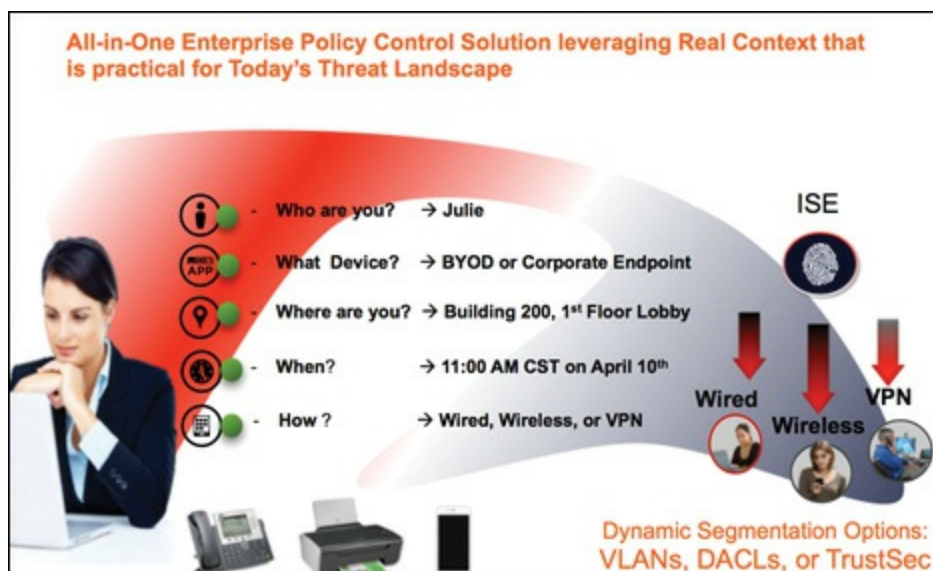 All-in-One Enterprise Policy Control Solution leveraging Real Context that
is practical for Today's Threat Landscape
ISE
- Who are you? → Julie
APP - What Device? → BYOD or Corporate Endpoint
- Where are you? → Building 200, 1st Floor Lobby
- When? → 11:00 AM CST on April 10th
- How ? → Wired, Wireless, or VPN
Wired
Wireless
VPN
Dynamic Segmentation Options:
VLANs, DACLs, or TrustSec